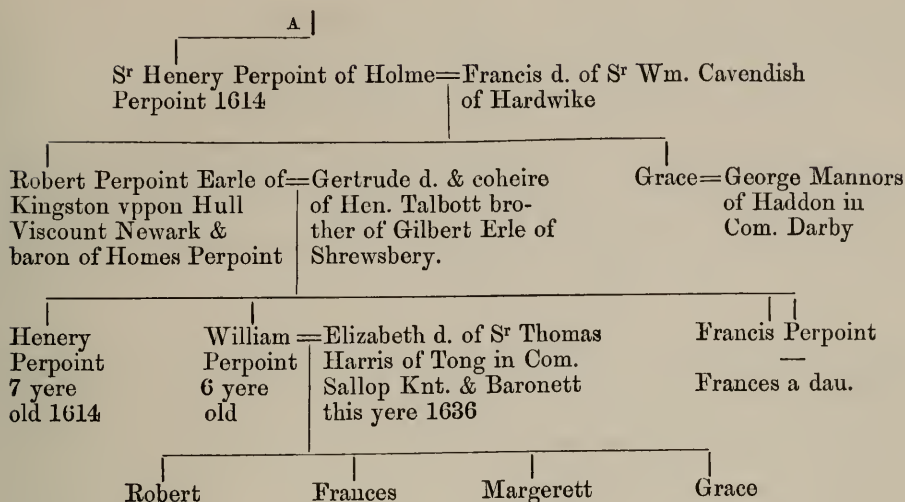 A
Sʳ Henery Perpoint of Holme=Francis d. of Sʳ Wm. Cavendish
Perpoint 1614
of Hardwike
Robert Perpoint Earle of=Gertrude d. & coheire
Kingston vppon Hull
of Hen. Talbott bro-
Viscount Newark &
ther of Gilbert Erle of
baron of Homes Perpoint
Shrewsbery.
Grace=George Mannors
of Haddon in
Com. Darby
Henery
Perpoint
7 yere
old 1614
William=Elizabeth d. of Sʳ Thomas
Perpoint
Harris of Tong in Com.
6 yere
Sallop Knt. & Baronett
old
this yere 1636
Francis Perpoint
—
Frances a dau.
Robert
Frances
Margerett
Grace